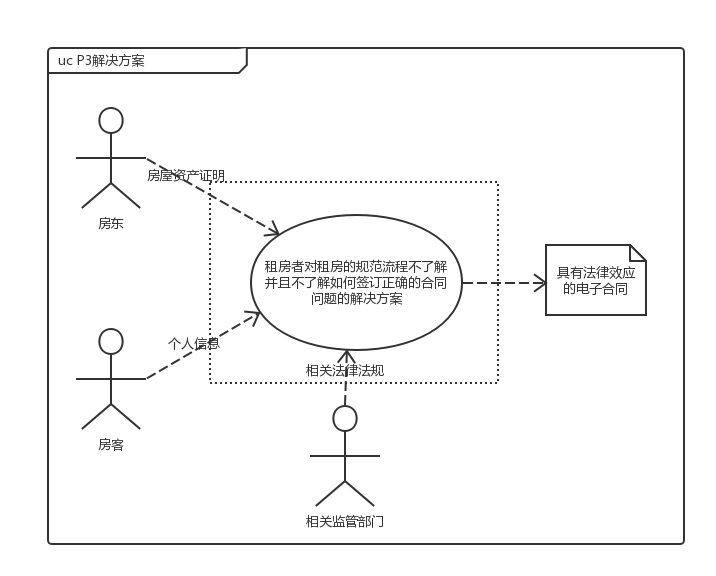 uc P3解决方案
房屋资产证明
房东
租房者对租房的规范流程不了解
并且不了解如何签订正确的合同
问题的解决方案
具有法律效应
的电子合同
个人信息
相关法律法规
房客
相关监管部门